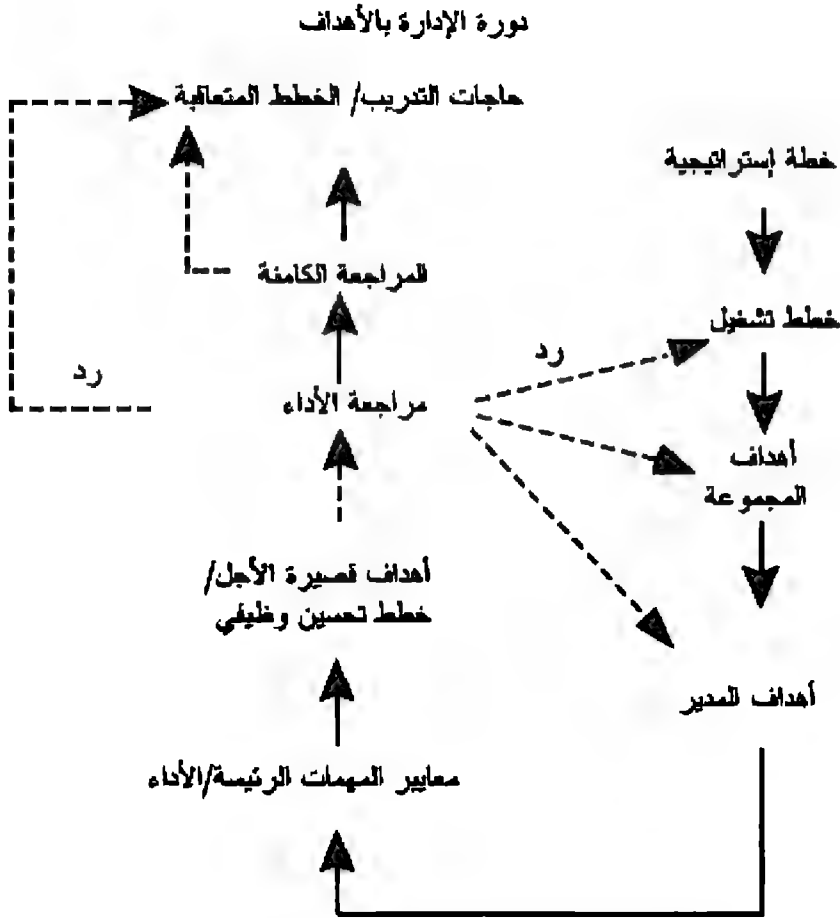 دورة الإدارة بالأهداف
حاجات التدريب/ الخطط المتعاقبة
خطة إستراتيجية
المراجعة الكامنة
خطط تشغيل
رد
رد
مراجعة الأداء
أهداف
المجموعة
أهداف قصيرة الأجل/
خطط تحسين وظيفي
أهداف المدير
معايير المهمات الرئيسة/الأداء